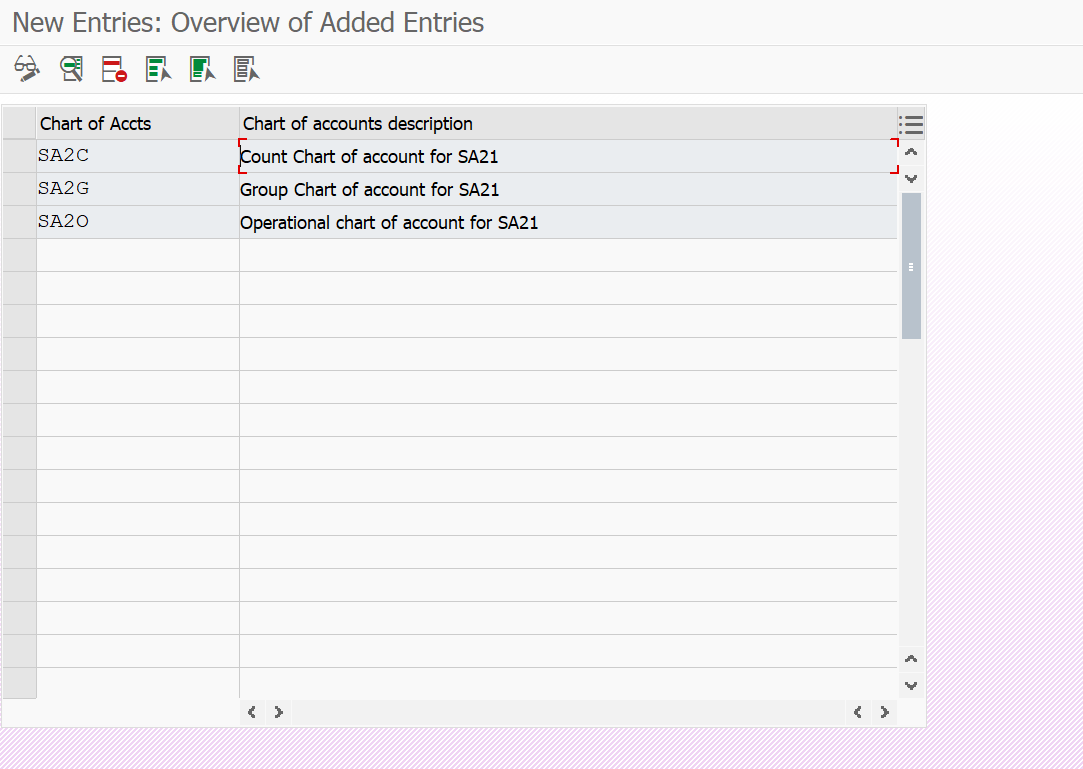 New Entries: Overview of Added Entries
Chart of Accts Chart of accounts description
SA2C Count Chart of account for SA21
SA2G Group Chart of account for SA21
SA2O Operational chart of account for SA21